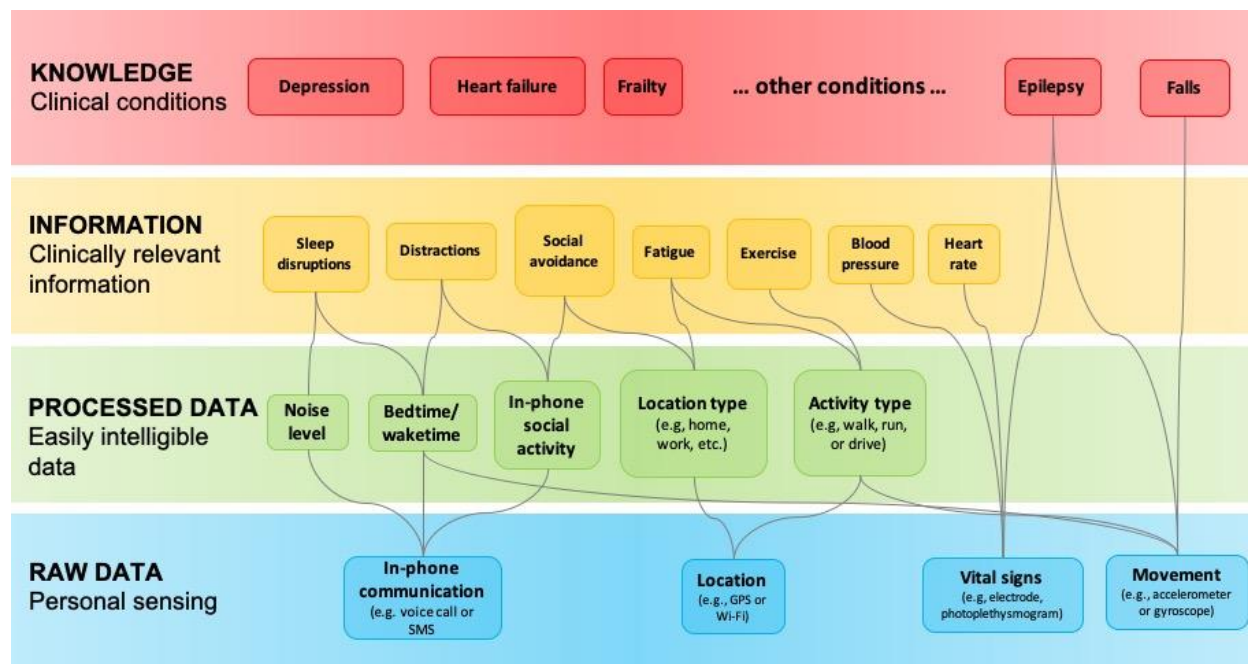 KNOWLEDGE
Clinical conditions
Depression
Heart failure
Frailty
... other conditions ...
Epilepsy
Falls
INFORMATION
Clinically relevant
information
Sleep
disruptions
Distractions
Social
avoidance
Fatigue
Exercise
Blood
pressure
Heart
rate
PROCESSED DATA
Easily intelligible
data
Noise
level
Bedtime/
waketime
In-phone
social
activity
Location type
(e.g, home,
work, etc.)
Activity type
(e.g, walk, run,
or drive)
RAW DATA
Personal sensing
In-phone
communication
(e.g. voice call or
SMS
Location
(e.g., GPS or
Wi-Fi)
Vital signs
(e.g, electrode,
photoplethysmogram)
Movement
(e.g., accelerometer
or gyroscope)